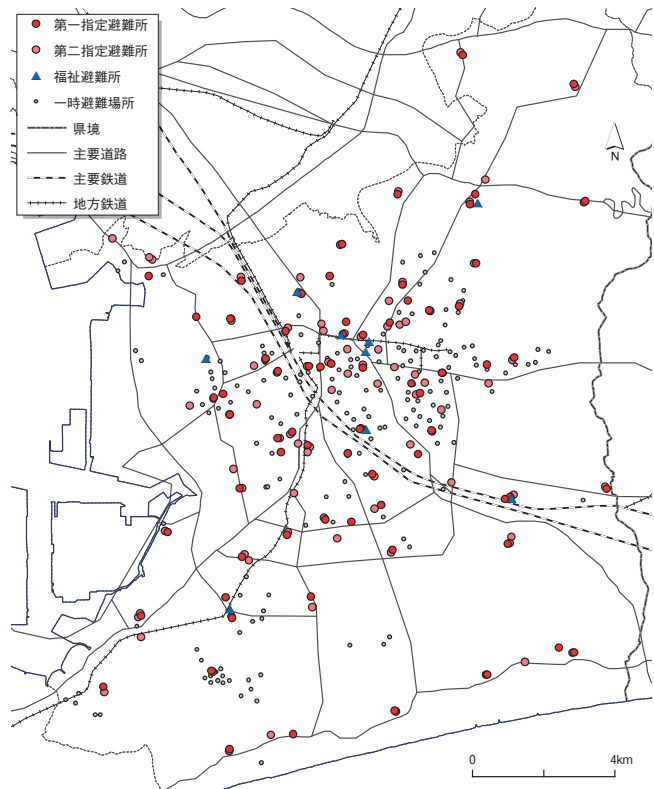 第一指定避難所
第二指定避難所
福祉避難所
一時避難場所
県境
主要道路
主要鉄道
地方鉄道
N
0 4km